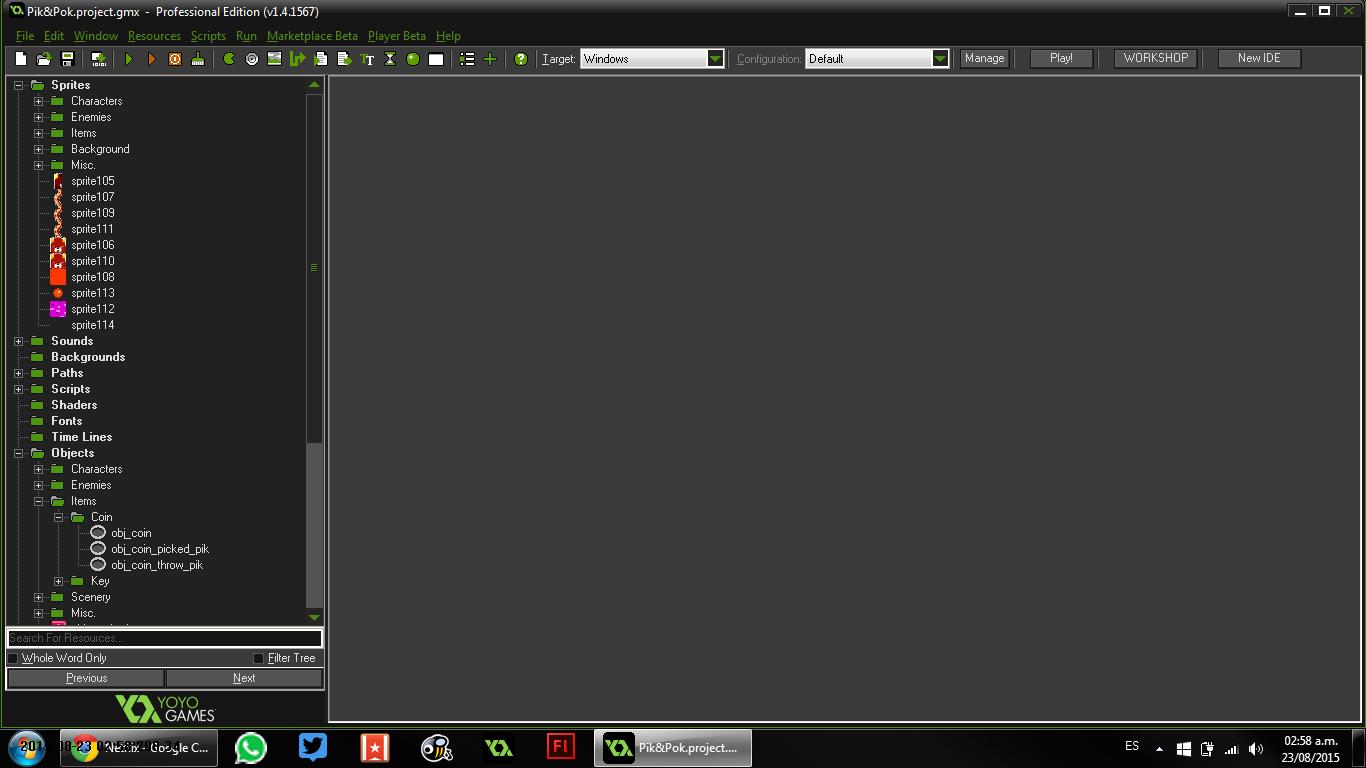 Pik&Pok.project.gmx - Professional Edition (v1.4.1567)
File Edit Window Resources Scripts Run Marketplace Beta Player Beta Help
Target: Windows Configuration: Default Manage Play! WORKSHOP New IDE
Sprites
Characters
Enemies
Items
Background
Misc.
sprite105
sprite107
sprite109
sprite111
sprite106
sprite110
sprite108
sprite113
sprite112
sprite114
Sounds
Backgrounds
Paths
Scripts
Shaders
Fonts
Time Lines
Objects
Characters
Enemies
Items
Coin
obj_coin
obj_coin_picked_pik
obj_coin_throw_pik
Key
Scenery
Misc.
Search For Resources...
Whole Word Only Filter Tree
Previous Next
YOYO
GAMES
Google C...
Fl
Pik&Pok.project....
ES
02:58 a.m.
23/08/2015